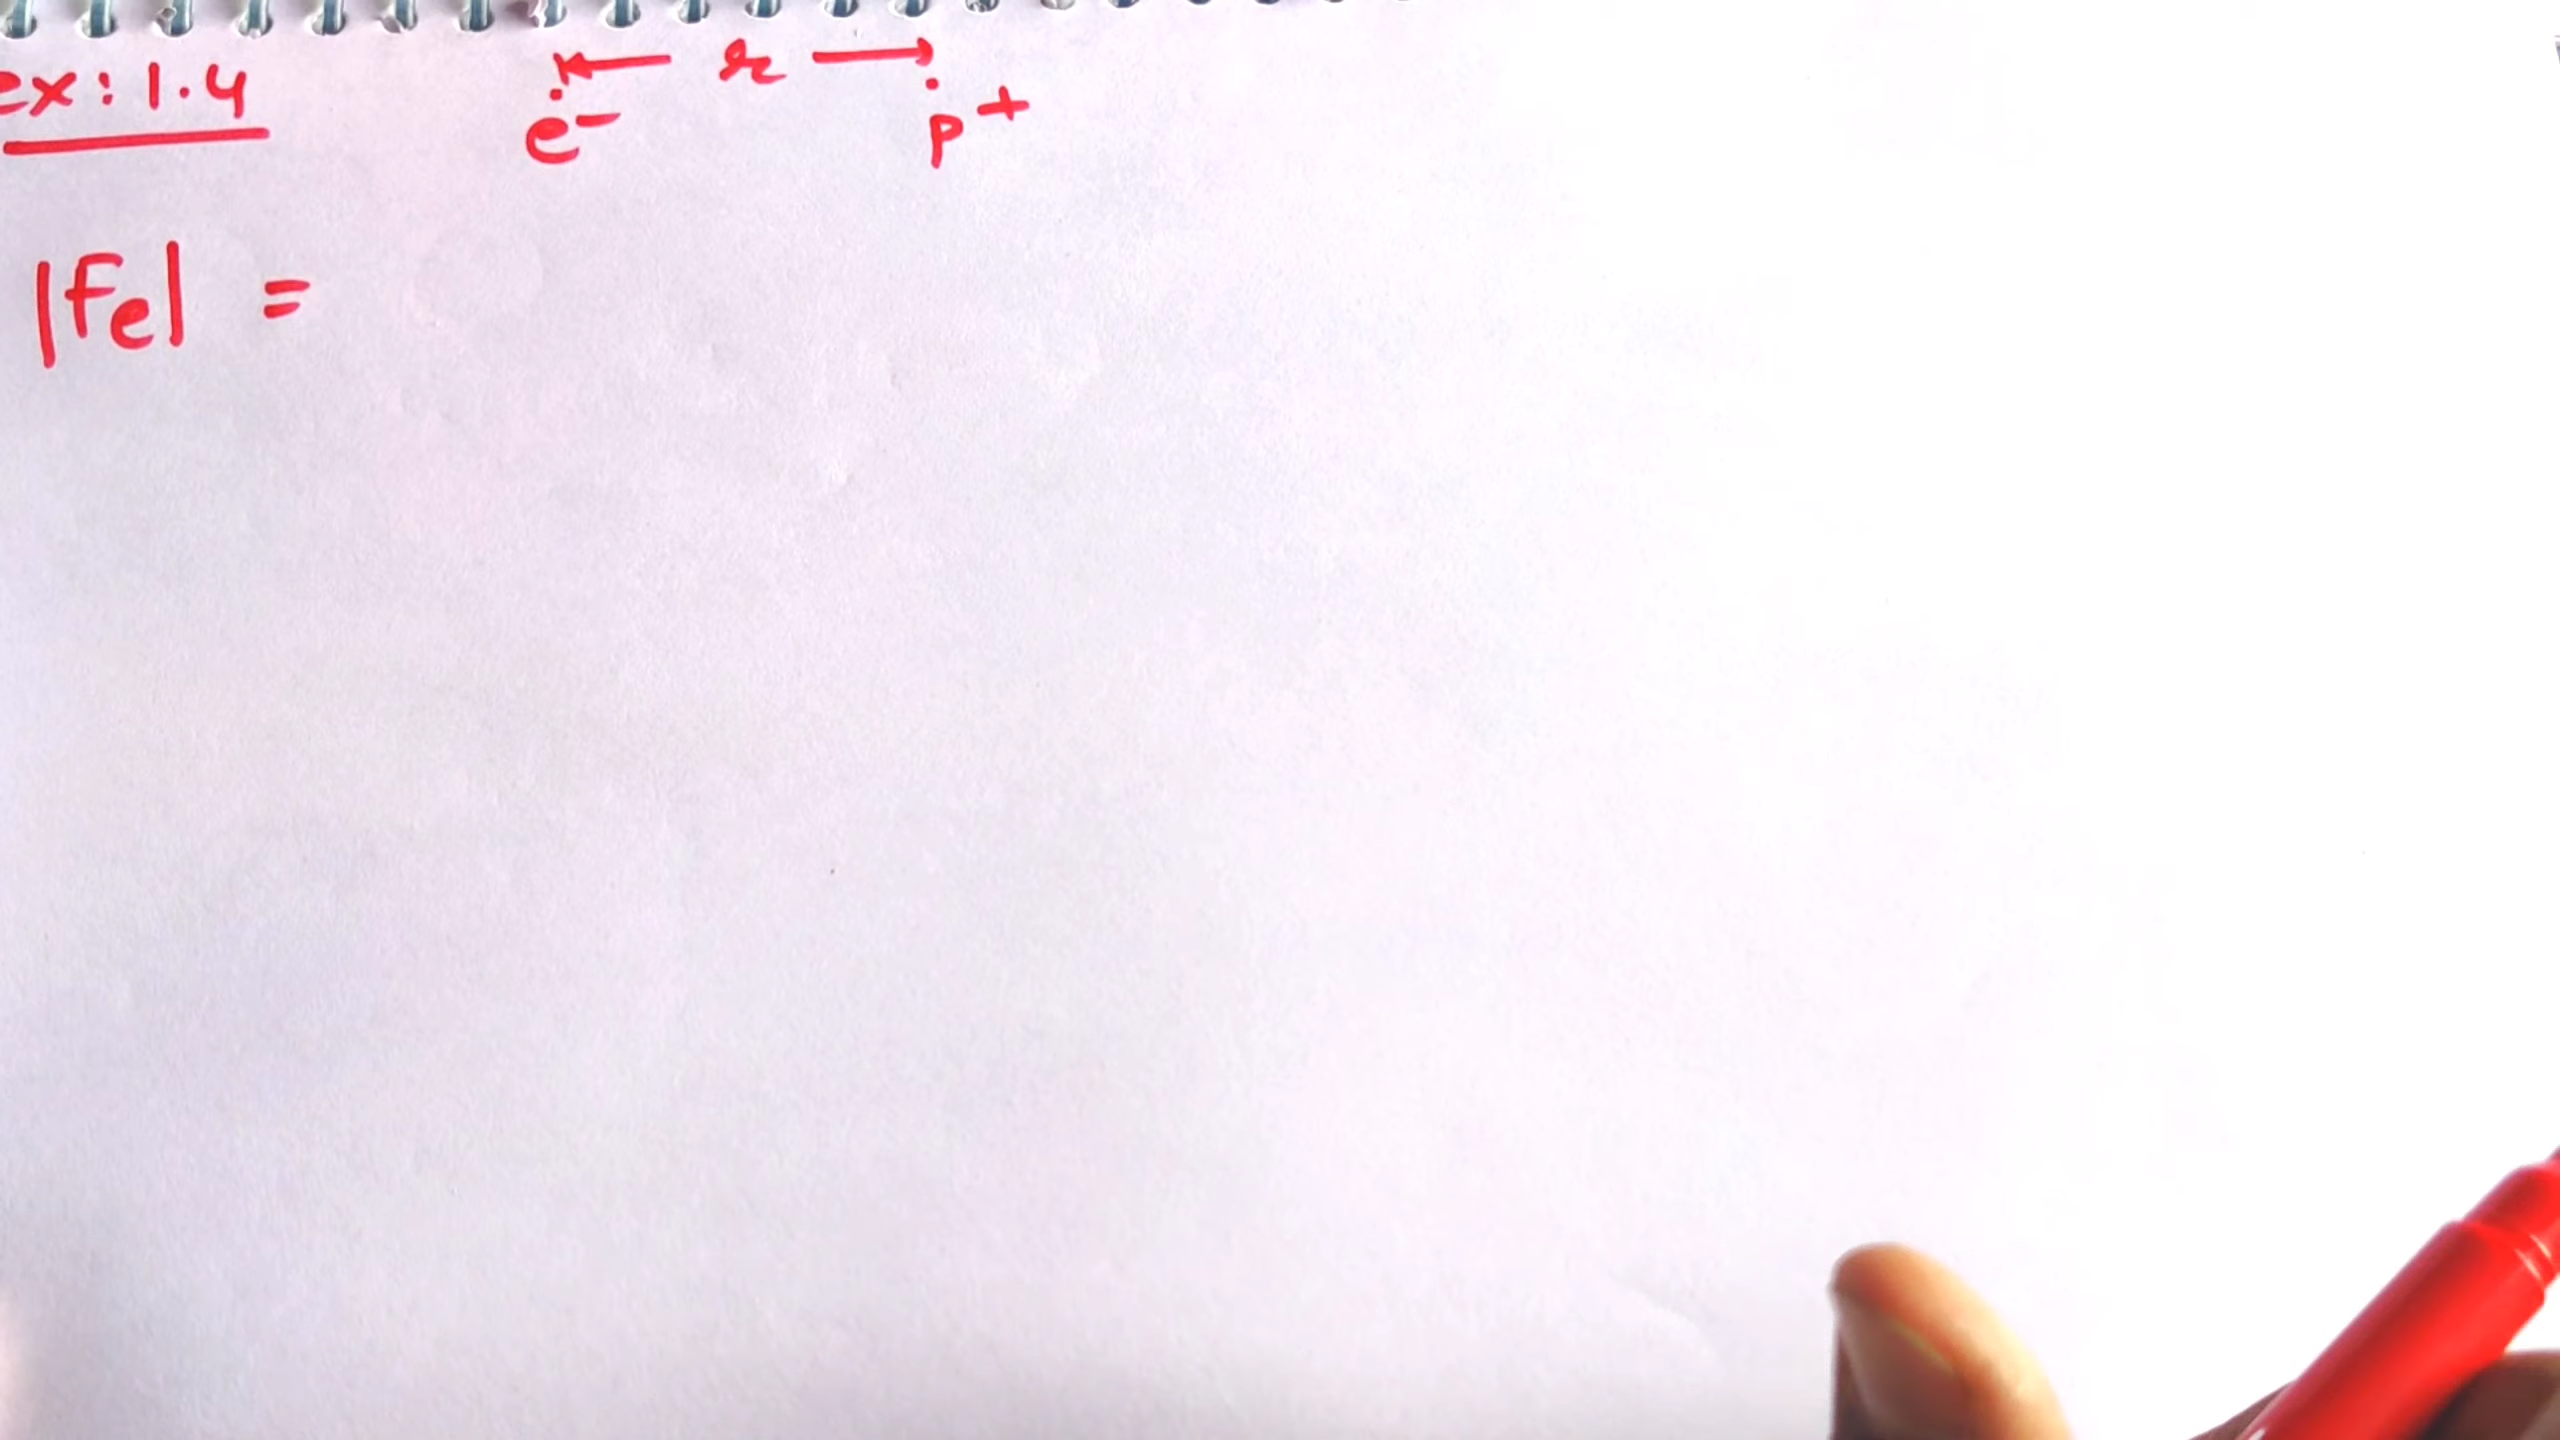 ex: 1.4
← r →
e⁻ p⁺
|Fe| =